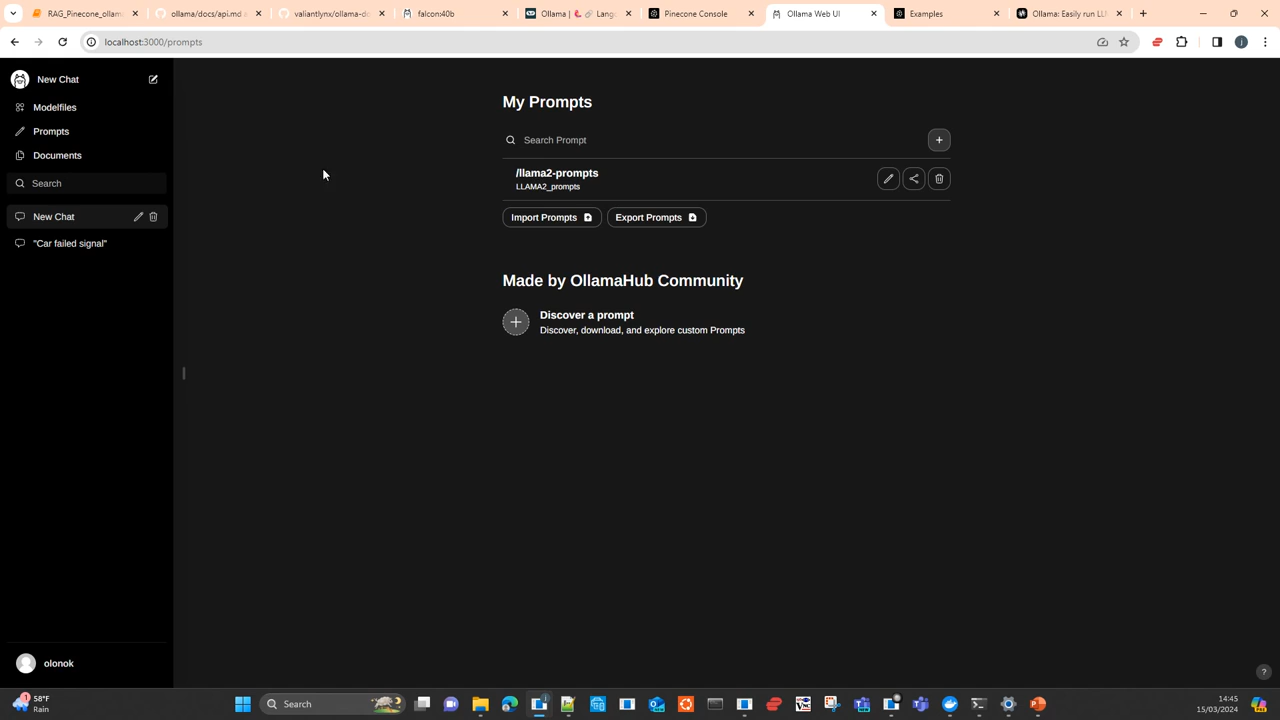 RAG_Pinecone_ollam
ollama/docs/api.md a
valiantlynx/ollama-do
falcon:40b
Ollama | 🦜️🔗 Lang
Pinecone Console
Ollama Web UI
Examples
Ollama: Easily run LL
localhost:3000/prompts
New Chat
Modelfiles
Prompts
Documents
Search
New Chat
"Car failed signal"
olonok
My Prompts
Search Prompt
/llama2-prompts
LLAMA2_prompts
Import Prompts
Export Prompts
Made by OllamaHub Community
Discover a prompt
Discover, download, and explore custom Prompts
?
1
58°F
Rain
Search
14:45
15/03/2024